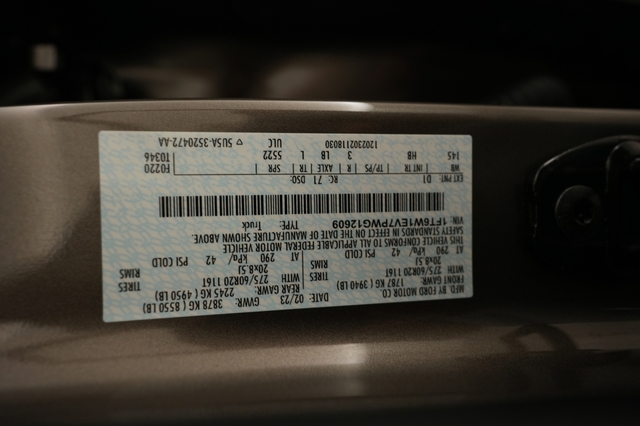 MFD. BY FORD MOTOR CO.
DATE: 02/23 GVWR: 3878 KG ( 8550 LB)
FRONT GAWR: 1787 KG ( 3940 LB) REAR GAWR: 2245 KG ( 4950 LB)
WITH 275/60R20 116T TIRES WITH 275/60R20 116T TIRES
20x8.5J RIMS 20x8.5J RIMS
AT 290 kPa/ 42 PSI COLD AT 290 kPa/ 42 PSI COLD
THIS VEHICLE CONFORMS TO ALL APPLICABLE FEDERAL MOTOR VEHICLE
SAFETY STANDARDS IN EFFECT ON THE DATE OF MANUFACTURE SHOWN ABOVE.
VIN: 1FT6W1EV7PWG12609 TYPE: Truck
EXT PNT: D1 RC: 71 DSO: F0220
WB INT TR TP/PS R AXLE TR SPR T0346
145 HB 3 LB L 5522
1202302118030 ULC ▽ 5USA-3520472-AA